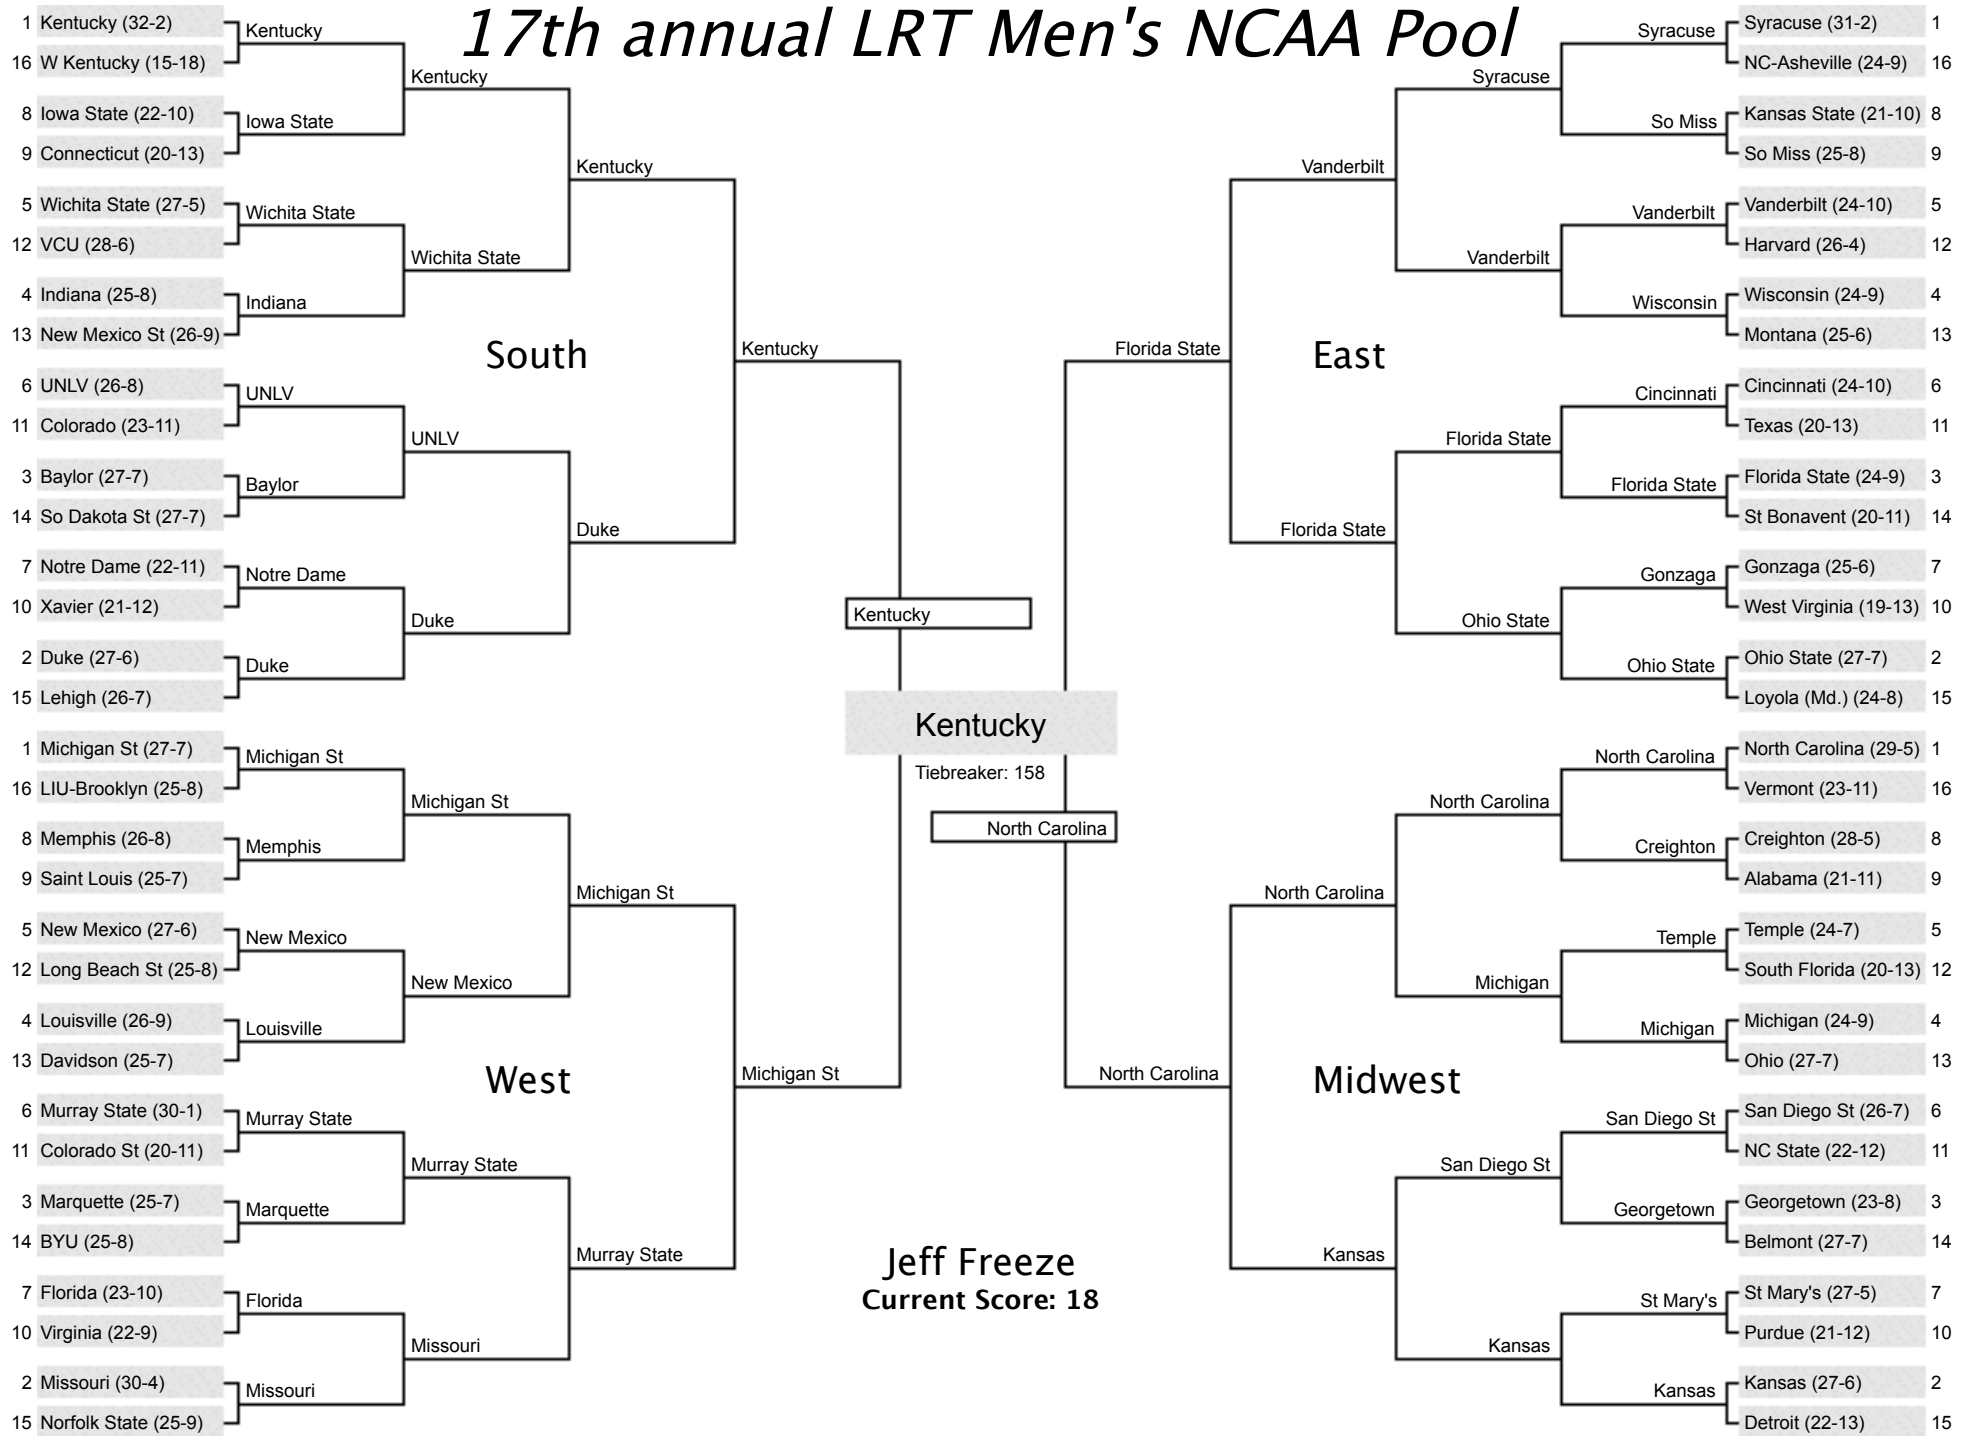 17th annual LRT Men's NCAA Pool
1 Kentucky (32-2)
16 W Kentucky (15-18)
8 Iowa State (22-10)
9 Connecticut (20-13)
5 Wichita State (27-5)
12 VCU (28-6)
4 Indiana (25-8)
13 New Mexico St (26-9)
6 UNLV (26-8)
11 Colorado (23-11)
3 Baylor (27-7)
14 So Dakota St (27-7)
7 Notre Dame (22-11)
10 Xavier (21-12)
2 Duke (27-6)
15 Lehigh (26-7)
Kentucky
Iowa State
Wichita State
Indiana
UNLV
Baylor
Notre Dame
Duke
Kentucky
Wichita State
UNLV
Duke
Kentucky
Duke
South
Kentucky
1 Michigan St (27-7)
16 LIU-Brooklyn (25-8)
8 Memphis (26-8)
9 Saint Louis (25-7)
5 New Mexico (27-6)
12 Long Beach St (25-8)
4 Louisville (26-9)
13 Davidson (25-7)
6 Murray State (30-1)
11 Colorado St (20-11)
3 Marquette (25-7)
14 BYU (25-8)
7 Florida (23-10)
10 Virginia (22-9)
2 Missouri (30-4)
15 Norfolk State (25-9)
Michigan St
Memphis
New Mexico
Louisville
Murray State
Marquette
Florida
Missouri
Michigan St
New Mexico
Murray State
Missouri
Michigan St
Murray State
West
Michigan St
Kentucky
Kentucky
Tiebreaker: 158
North Carolina
Jeff Freeze
Current Score: 18
Syracuse (31-2) 1
NC-Asheville (24-9) 16
Kansas State (21-10) 8
So Miss (25-8) 9
Vanderbilt (24-10) 5
Harvard (26-4) 12
Wisconsin (24-9) 4
Montana (25-6) 13
Cincinnati (24-10) 6
Texas (20-13) 11
Florida State (24-9) 3
St Bonavent (20-11) 14
Gonzaga (25-6) 7
West Virginia (19-13) 10
Ohio State (27-7) 2
Loyola (Md.) (24-8) 15
Syracuse
So Miss
Vanderbilt
Wisconsin
Cincinnati
Florida State
Gonzaga
Ohio State
Syracuse
Vanderbilt
Florida State
Ohio State
Vanderbilt
Florida State
East
Florida State
North Carolina (29-5) 1
Vermont (23-11) 16
Creighton (28-5) 8
Alabama (21-11) 9
Temple (24-7) 5
South Florida (20-13) 12
Michigan (24-9) 4
Ohio (27-7) 13
San Diego St (26-7) 6
NC State (22-12) 11
Georgetown (23-8) 3
Belmont (27-7) 14
St Mary's (27-5) 7
Purdue (21-12) 10
Kansas (27-6) 2
Detroit (22-13) 15
North Carolina
Creighton
Temple
Michigan
San Diego St
Georgetown
St Mary's
Kansas
North Carolina
Michigan
San Diego St
Kansas
North Carolina
Kansas
Midwest
North Carolina